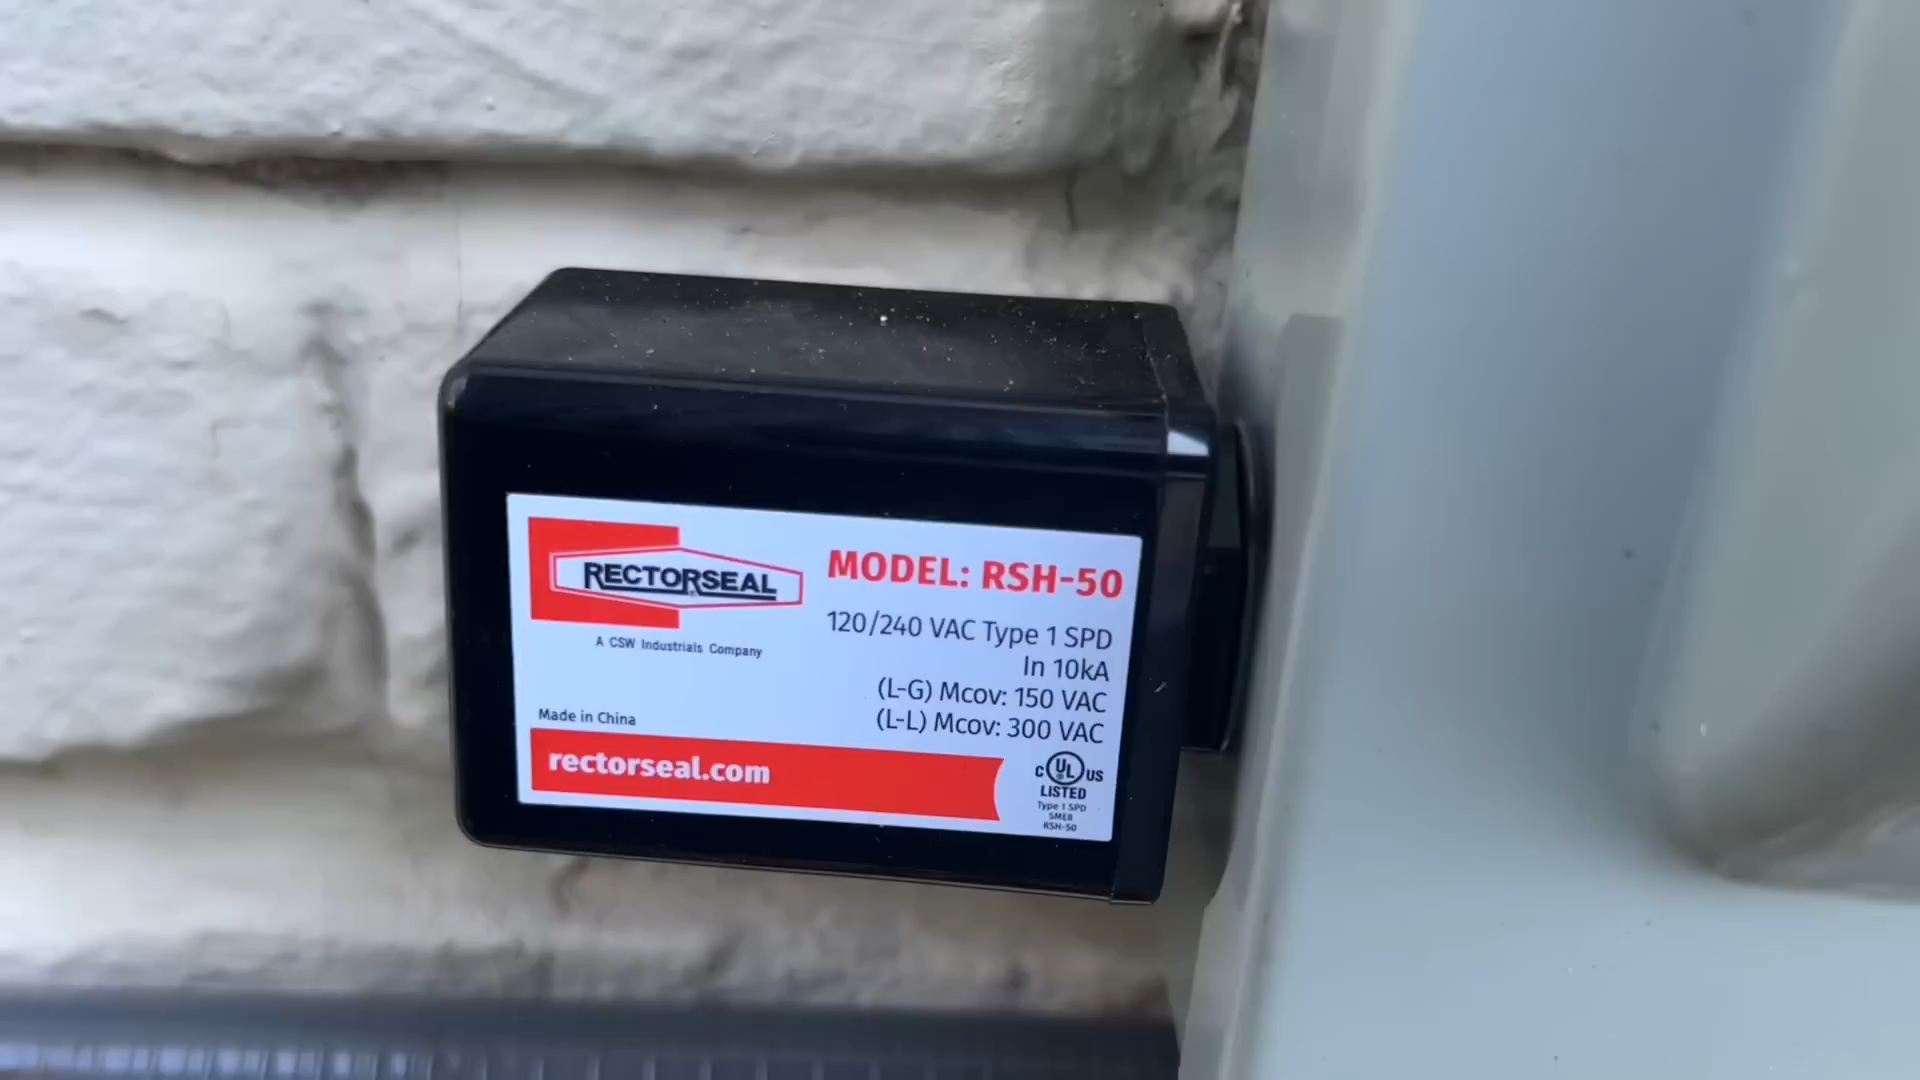 RECTORSEAL
A CSW Industrials Company
MODEL: RSH-50
120/240 VAC Type 1 SPD
In 10kA
(L-G) Mcov: 150 VAC
(L-L) Mcov: 300 VAC
Made in China
rectorseal.com
c UL US
LISTED
Type 1 SPD
SME8
RSH-50